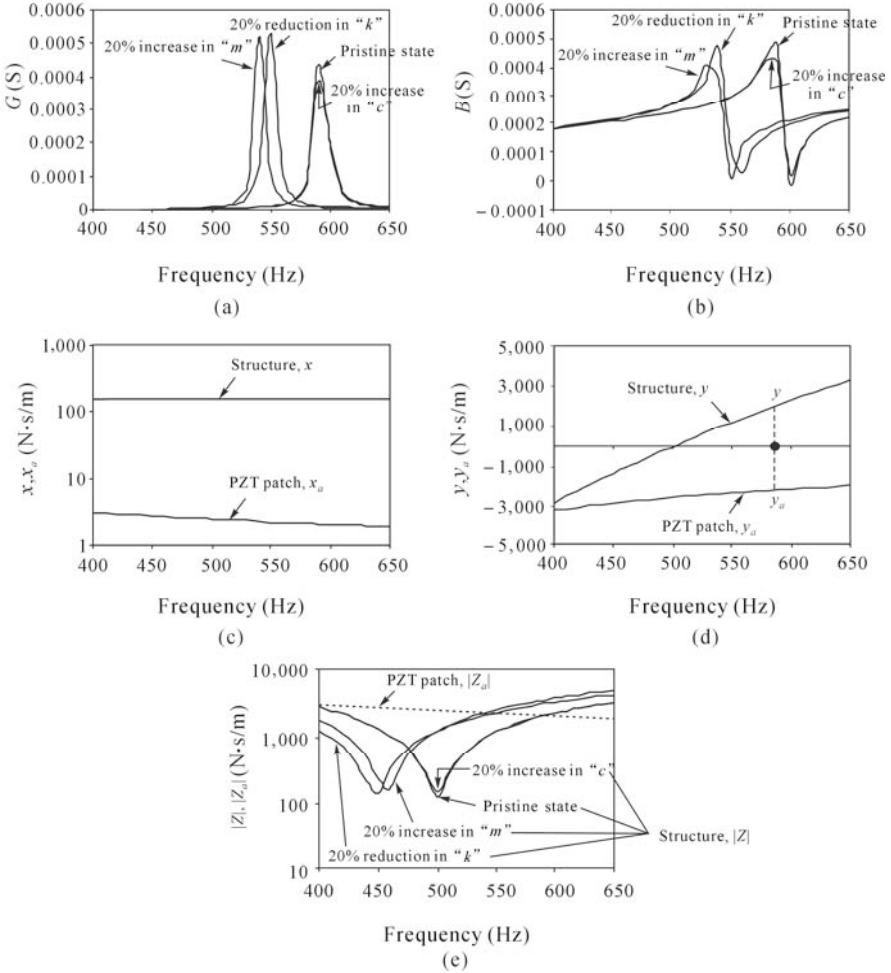 0.0006
0.0005
0.0004
0.0003
0.0002
0.0001
0
G(S)
20% reduction in "k"
20% increase in "m"
Pristine state
20% increase
in "c"
400 450 500 550 600 650
Frequency (Hz)
(a)
0.0006
0.0005
0.0004
0.0003
0.0002
0.0001
0
−0.0001
B(S)
20% reduction in "k"
20% increase in "m"
Pristine state
20% increase
in "c"
400 450 500 550 600 650
Frequency (Hz)
(b)
1,000
100
10
1
x,xₐ (N·s/m)
Structure, x
PZT patch, xₐ
400 450 500 550 600 650
Frequency (Hz)
(c)
5,000
3,000
1,000
−1,000
−3,000
−5,000
y,yₐ (N·s/m)
Structure, y
y
yₐ
PZT patch, yₐ
400 450 500 550 600 650
Frequency (Hz)
(d)
10,000
1,000
100
10
|Z|,|Zₐ| (N·s/m)
PZT patch, |Zₐ|
20% increase in "c"
Pristine state
20% increase in "m"
20% reduction in "k"
Structure, |Z|
400 450 500 550 600 650
Frequency (Hz)
(e)